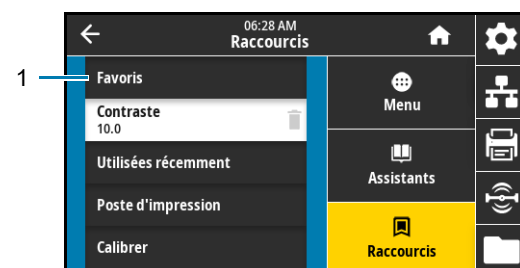 06:28 AM
Raccourcis
1
Favoris
Contraste
10.0
Utilisées récemment
Poste d'impression
Calibrer
Menu
Assistants
Raccourcis